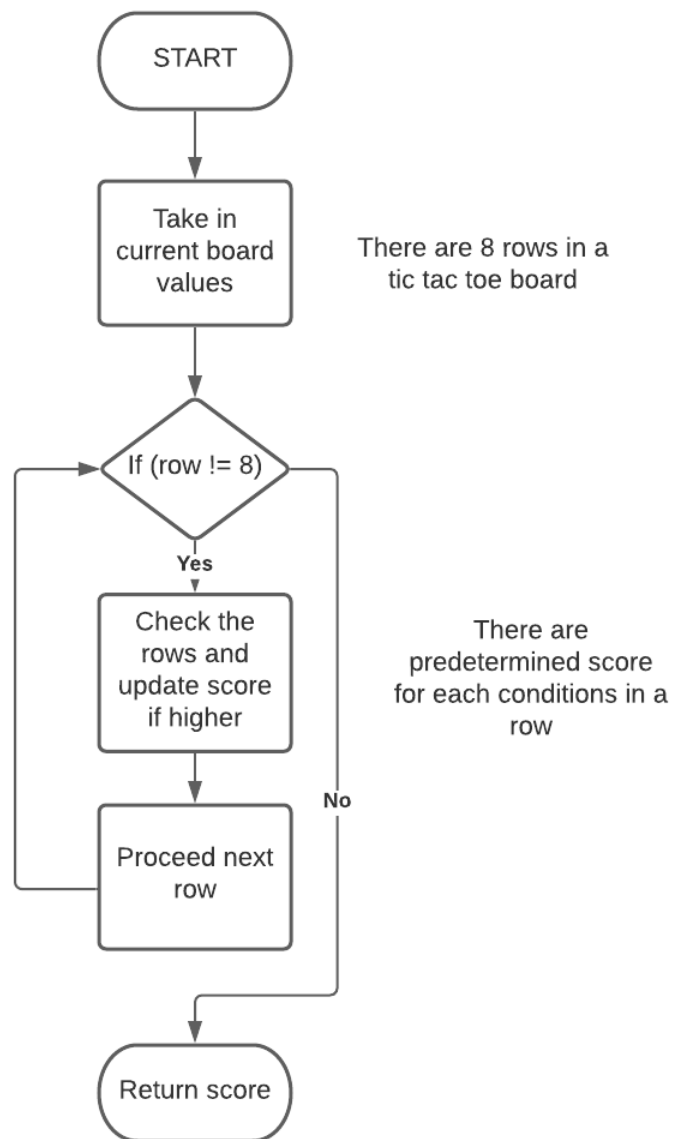 START
Take in
current board
values
There are 8 rows in a
tic tac toe board
If (row != 8)
Yes
Check the
rows and
update score
if higher
There are
predetermined score
for each conditions in a
row
No
Proceed next
row
Return score